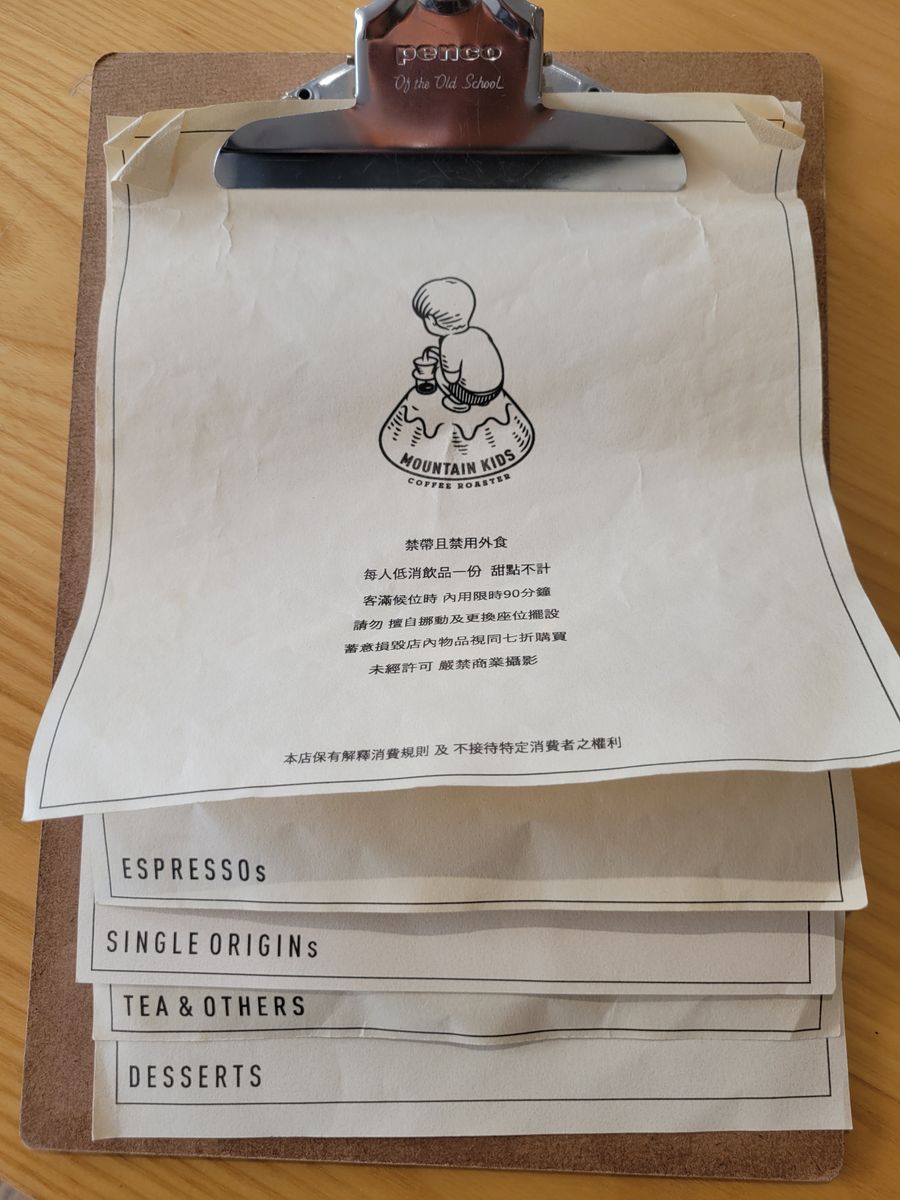 penco
Of the Old School
MOUNTAIN KIDS
COFFEE ROASTER
禁帶且禁用外食
每人低消飲品一份 甜點不計
客滿候位時 內用限時90分鐘
請勿 擅自挪動及更換座位擺設
蓄意損毀店內物品視同七折購買
未經許可 嚴禁商業攝影
本店保有解釋消費規則 及 不接待特定消費者之權利
ESPRESSOs
SINGLE ORIGINs
TEA & OTHERS
DESSERTS